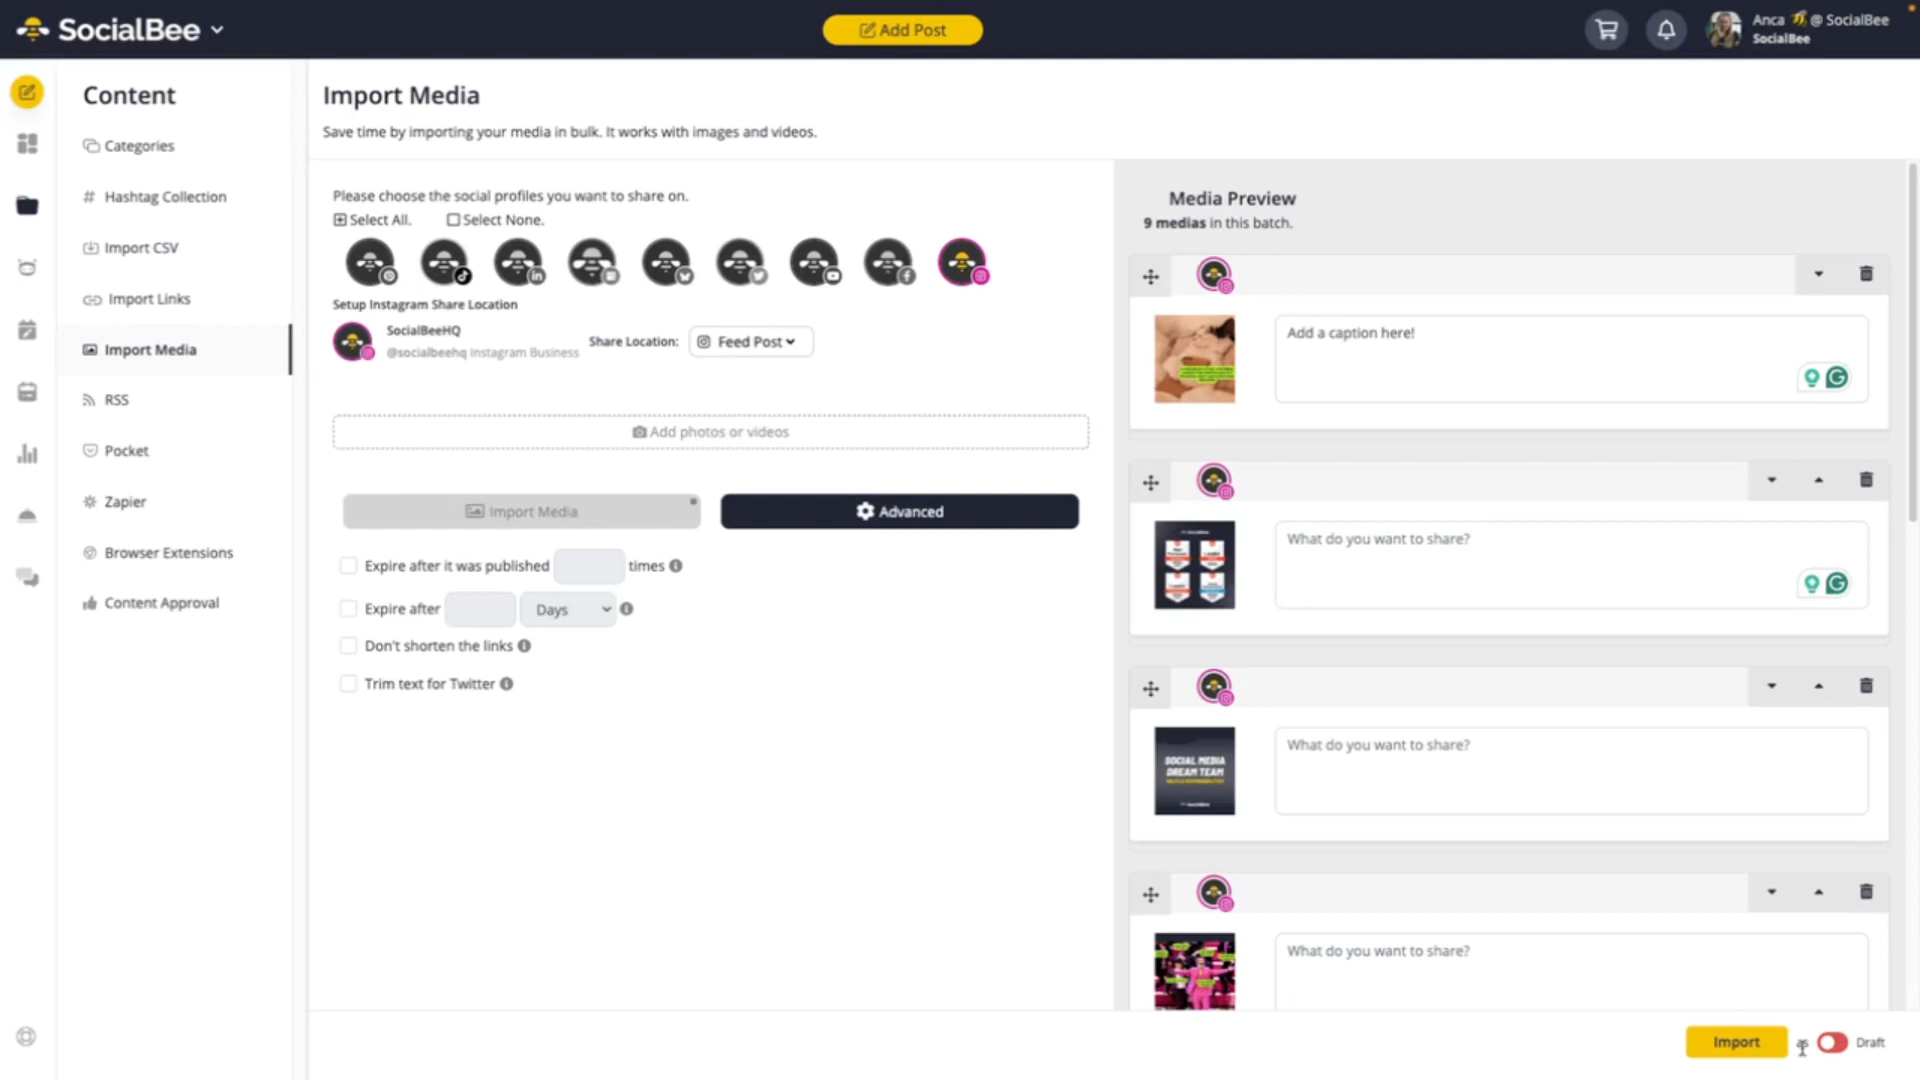 SocialBee
Add Post
Anca @ SocialBee
SocialBee
Content
Categories
Hashtag Collection
Import CSV
Import Links
Import Media
RSS
Pocket
Zapier
Browser Extensions
Content Approval
Import Media
Save time by importing your media in bulk. It works with images and videos.
Please choose the social profiles you want to share on.
Select All. Select None.
Setup Instagram Share Location
SocialBeeHQ
@socialbeehq Instagram Business
Share Location: Feed Post
Add photos or videos
Import Media Advanced
Expire after it was published times
Expire after Days
Don't shorten the links
Trim text for Twitter
Media Preview
9 medias in this batch.
Add a caption here!
What do you want to share?
What do you want to share?
SOCIAL MEDIA
DREAM TEAM
What do you want to share?
Import
Draft